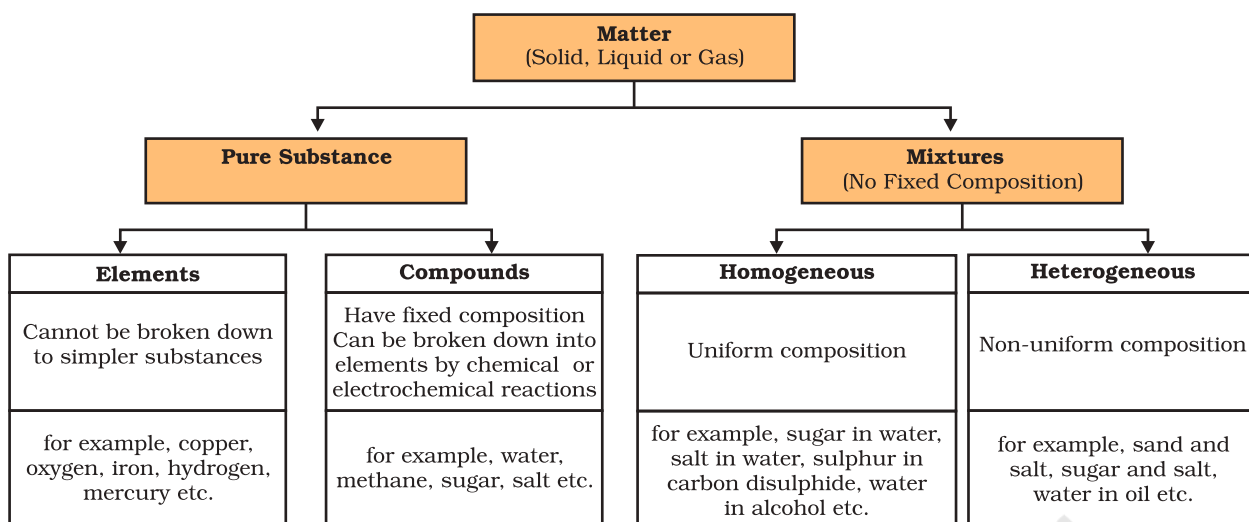 Matter
(Solid, Liquid or Gas)
Pure Substance
Mixtures
(No Fixed Composition)
Elements
Cannot be broken down
to simpler substances
for example, copper,
oxygen, iron, hydrogen,
mercury etc.
Compounds
Have fixed composition
Can be broken down into
elements by chemical or
electrochemical reactions
for example, water,
methane, sugar, salt etc.
Homogeneous
Uniform composition
for example, sugar in water,
salt in water, sulphur in
carbon disulphide, water
in alcohol etc.
Heterogeneous
Non-uniform composition
for example, sand and
salt, sugar and salt,
water in oil etc.